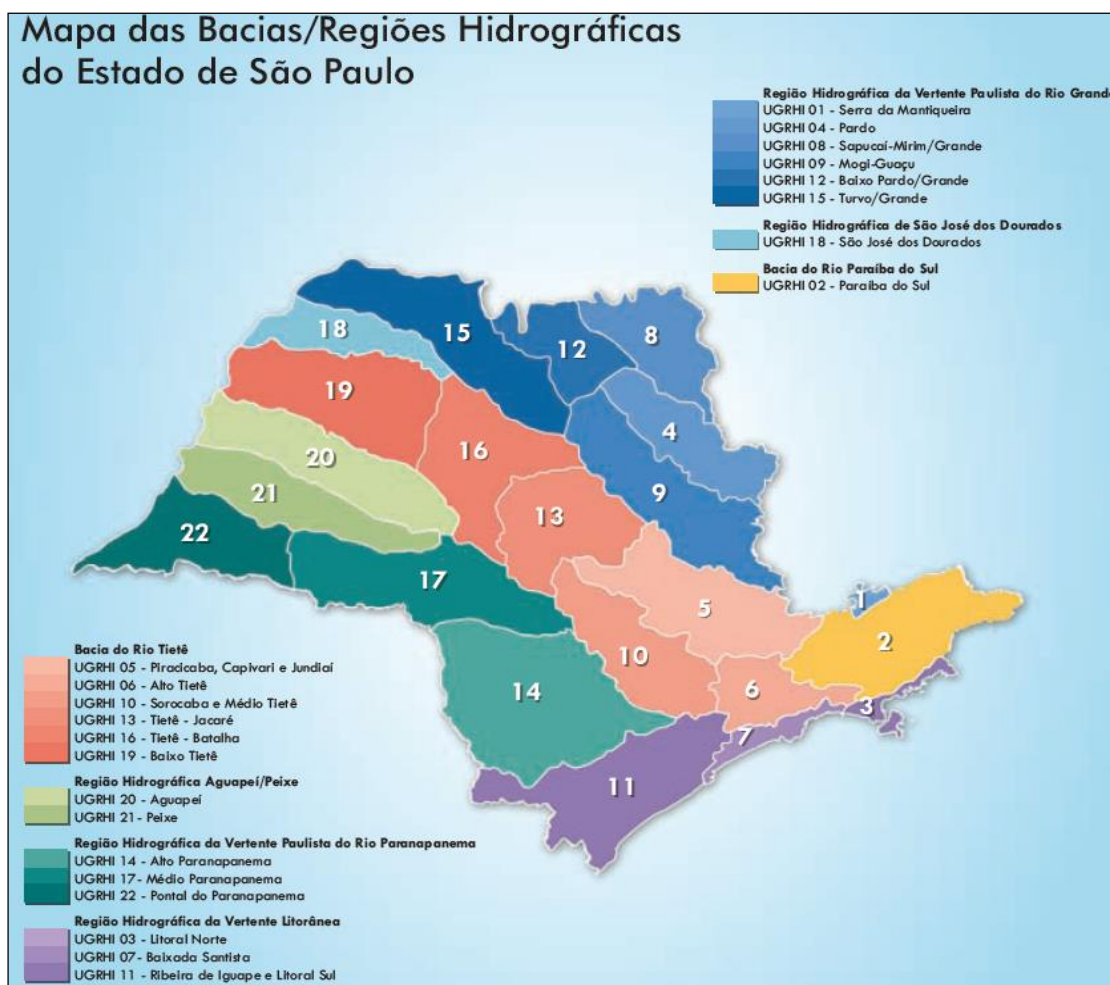 Mapa das Bacias/Regiões Hidrográficas
do Estado de São Paulo
Região Hidrográfica da Vertente Paulista do Rio Grande
UGRHI 01 - Serra da Mantiqueira
UGRHI 04 - Pardo
UGRHI 08 - Sapucaí-Mirim/Grande
UGRHI 09 - Mogi-Guaçu
UGRHI 12 - Baixo Pardo/Grande
UGRHI 15 - Turvo/Grande
Região Hidrográfica de São José dos Dourados
UGRHI 18 - São José dos Dourados
Bacia do Rio Paraíba do Sul
UGRHI 02 - Paraíba do Sul
18
15
12
8
19
16
4
20
21
13
9
22
17
5
1
2
10
14
6
3
7
11
Bacia do Rio Tietê
UGRHI 05 - Piracicaba, Capivari e Jundiaí
UGRHI 06 - Alto Tietê
UGRHI 10 - Sorocaba e Médio Tietê
UGRHI 13 - Tietê - Jacaré
UGRHI 16 - Tietê - Batalha
UGRHI 19 - Baixo Tietê
Região Hidrográfica Aguapeí/Peixe
UGRHI 20 - Aguapeí
UGRHI 21 - Peixe
Região Hidrográfica da Vertente Paulista do Rio Paranapanema
UGRHI 14 - Alto Paranapanema
UGRHI 17- Médio Paranapanema
UGRHI 22 - Pontal do Paranapanema
Região Hidrográfica da Vertente Litorânea
UGRHI 03 - Litoral Norte
UGRHI 07- Baixada Santista
UGRHI 11 - Ribeira de Iguape e Litoral Sul